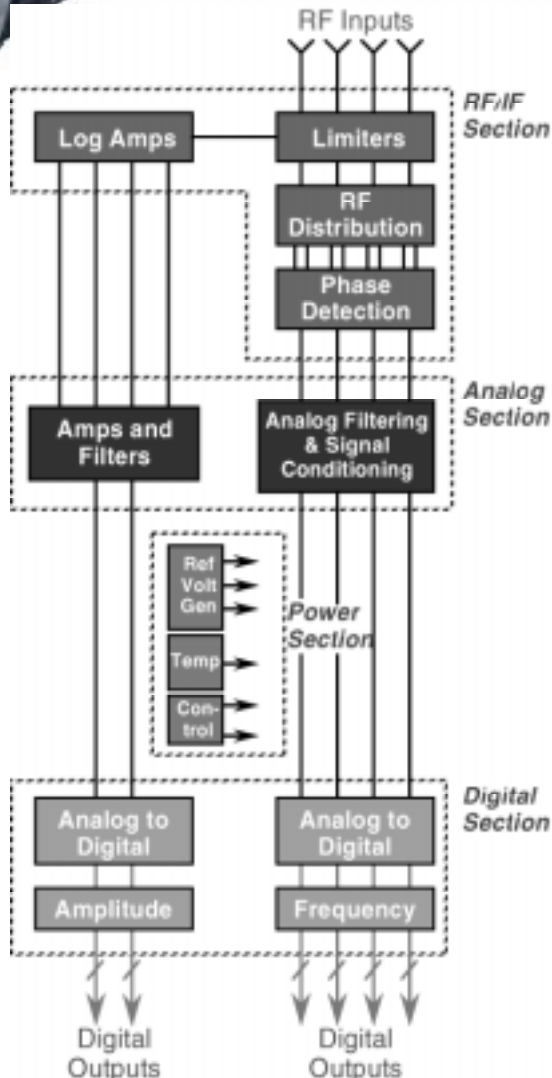 RF Inputs
RF/IF
Section
Log Amps
Limiters
RF
Distribution
Phase
Detection
Analog
Section
Amps and
Filters
Analog Filtering
& Signal
Conditioning
Ref
Volt
Gen
Power
Section
Temp
Con-
trol
Digital
Section
Analog to
Digital
Analog to
Digital
Amplitude
Frequency
Digital
Outputs
Digital
Outputs